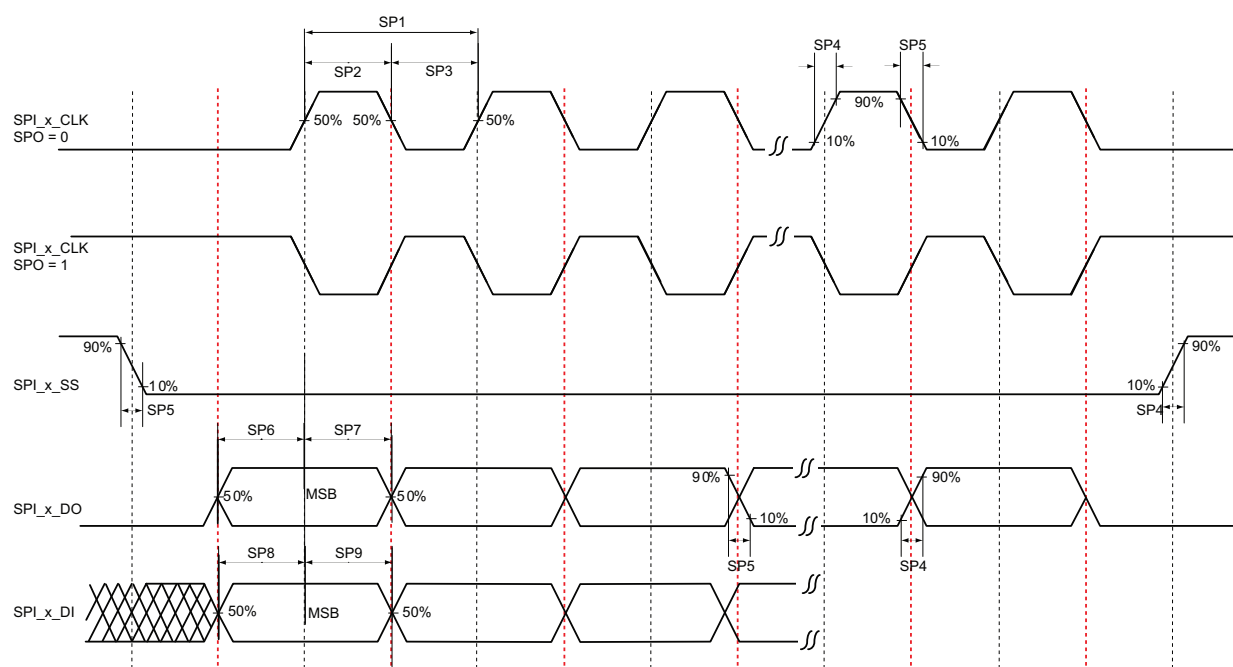 SP1
SP4 SP5
SP2 SP3
SPI_x_CLK
SPO = 0
50% 50% 50%
90%
10% 10%
SPI_x_CLK
SPO = 1
90%
90%
SPI_x_SS
10%
10%
SP5
SP4
SP6 SP7
90%
90%
50%
MSB
50%
SPI_x_DO
10%
10%
SP8 SP9
SP5
SP4
SPI_x_DI
50%
MSB
50%